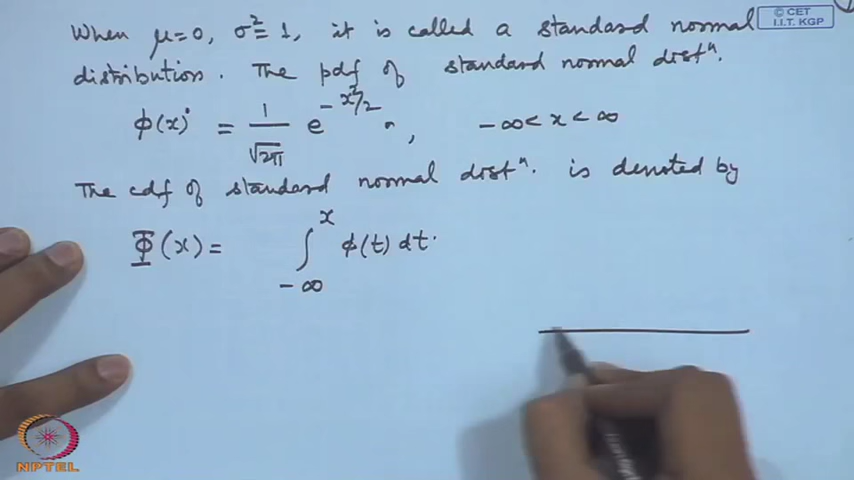 When μ=0, σ²=1, it is called a standard normal
© CET
I.I.T. KGP
distribution. The pdf of standard normal distⁿ.
φ(x) = 1/√2π e^(-x²/2), -∞<x<∞
The cdf of standard normal distⁿ. is denoted by
Φ(x) = ∫_{-∞}^{x} φ(t) dt.
NPTEL